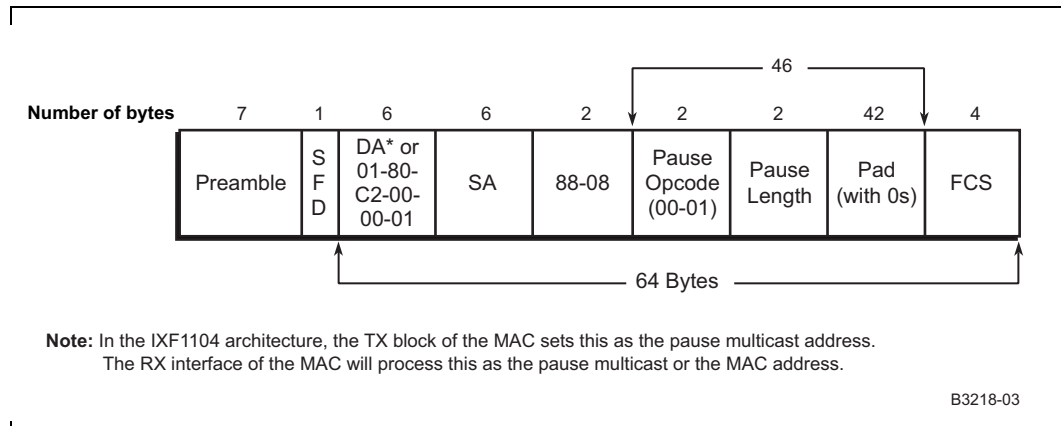 46
Number of bytes 7 1 6 6 2 2 2 42 4
Preamble
S
F
D
DA* or
01-80-
C2-00-
00-01
SA
88-08
Pause
Opcode
(00-01)
Pause
Length
Pad
(with 0s)
FCS
64 Bytes
Note: In the IXF1104 architecture, the TX block of the MAC sets this as the pause multicast address.
The RX interface of the MAC will process this as the pause multicast or the MAC address.
B3218-03